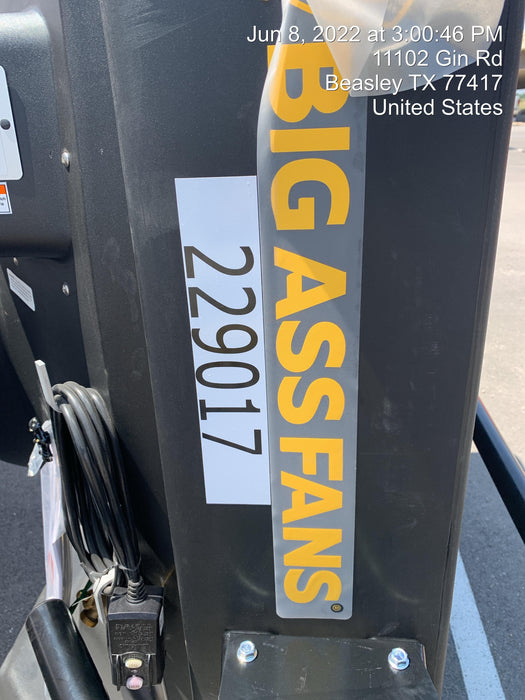 Jun 8, 2022 at 3:00:46 PM
11102 Gin Rd
Beasley TX 77417
United States
BIG ASS FANS®
229017